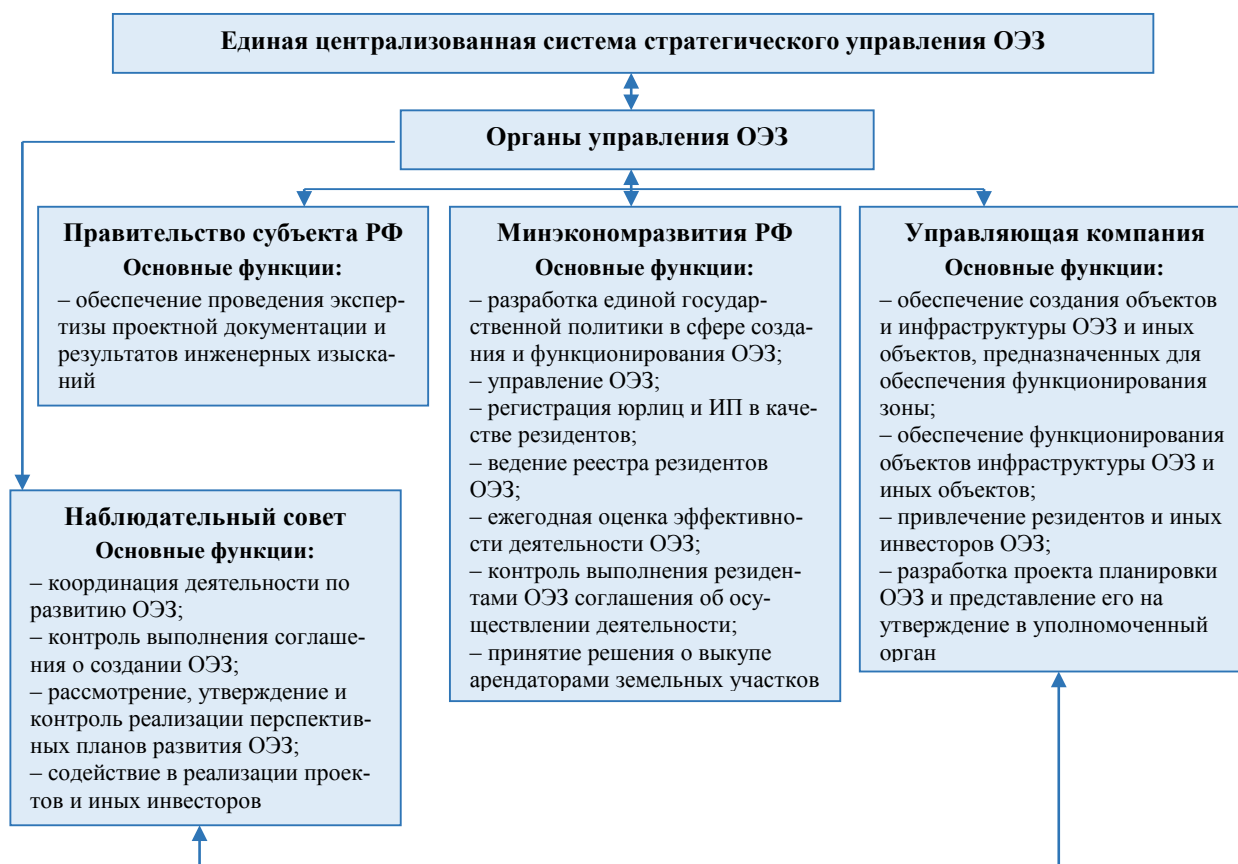 Единая централизованная система стратегического управления ОЭЗ
Органы управления ОЭЗ
Правительство субъекта РФ
Основные функции:
– обеспечение проведения экспер-
тизы проектной документации и
результатов инженерных изыска-
ний
Минэкономразвития РФ
Основные функции:
– разработка единой государ-
ственной политики в сфере созда-
ния и функционирования ОЭЗ;
– управление ОЭЗ;
– регистрация юрлиц и ИП в каче-
стве резидентов;
– ведение реестра резидентов
ОЭЗ;
– ежегодная оценка эффективно-
сти деятельности ОЭЗ;
– контроль выполнения резиден-
тами ОЭЗ соглашения об осу-
ществлении деятельности;
– принятие решения о выкупе
арендаторами земельных участков
Управляющая компания
Основные функции:
– обеспечение создания объектов
и инфраструктуры ОЭЗ и иных
объектов, предназначенных для
обеспечения функционирования
зоны;
– обеспечение функционирования
объектов инфраструктуры ОЭЗ и
иных объектов;
– привлечение резидентов и иных
инвесторов ОЭЗ;
– разработка проекта планировки
ОЭЗ и представление его на
утверждение в уполномоченный
орган
Наблюдательный совет
Основные функции:
– координация деятельности по
развитию ОЭЗ;
– контроль выполнения соглаше-
ния о создании ОЭЗ;
– рассмотрение, утверждение и
контроль реализации перспектив-
ных планов развития ОЭЗ;
– содействие в реализации проек-
тов и иных инвесторов